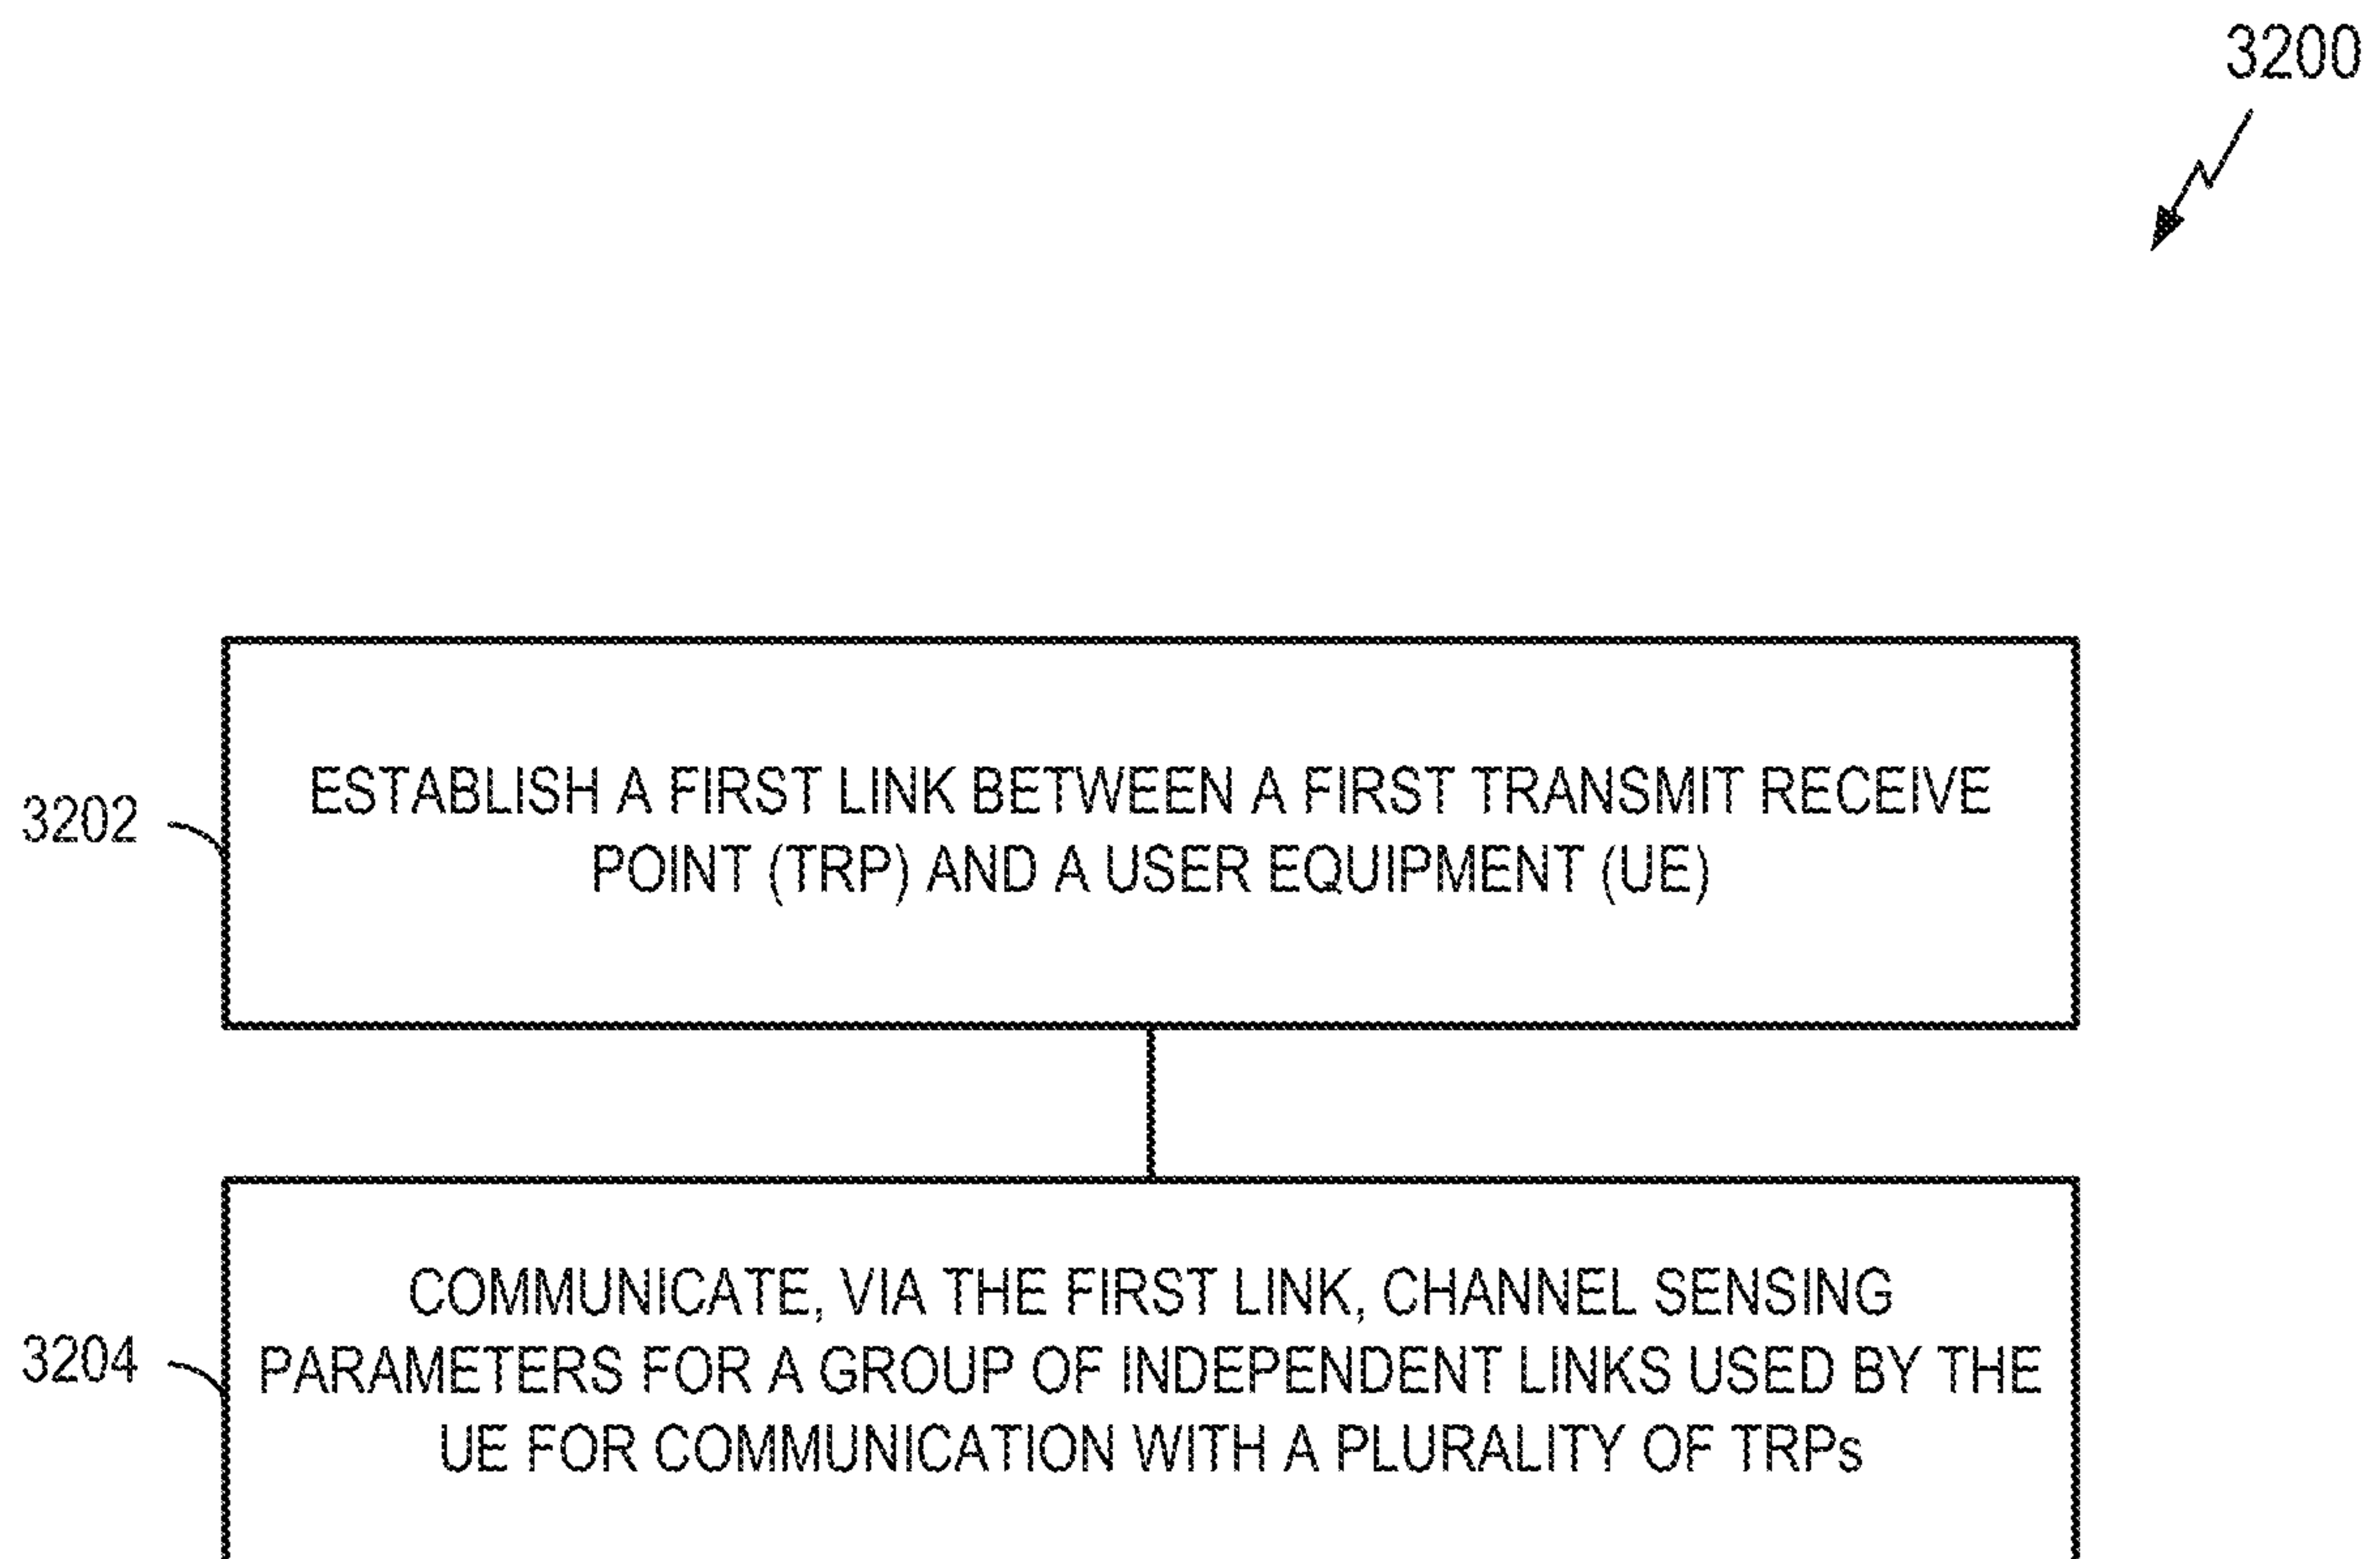 3200
3202
ESTABLISH A FIRST LINK BETWEEN A FIRST TRANSMIT RECEIVE
POINT (TRP) AND A USER EQUIPMENT (UE)
3204
COMMUNICATE, VIA THE FIRST LINK, CHANNEL SENSING
PARAMETERS FOR A GROUP OF INDEPENDENT LINKS USED BY THE
UE FOR COMMUNICATION WITH A PLURALITY OF TRPs